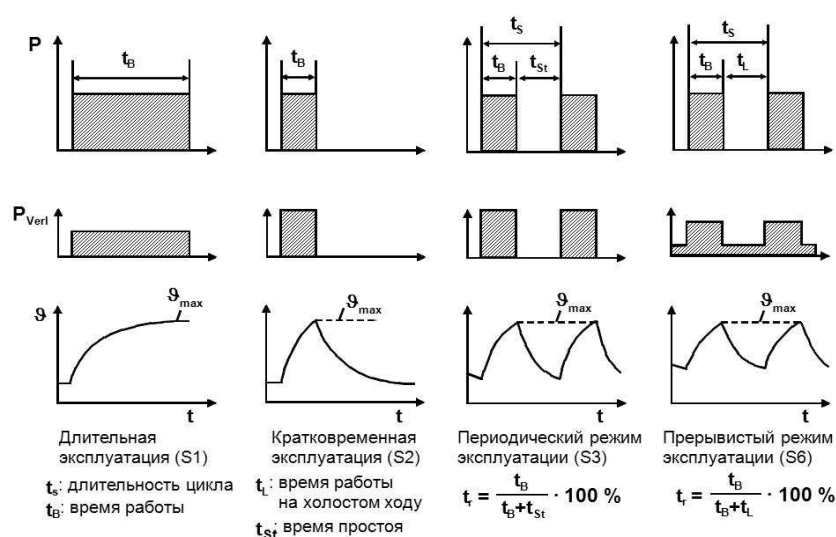 P
t_B
t_B
t_S
t_B t_St
t_S
t_B t_L
P_Verl
ϑ
ϑ_max
ϑ_max
ϑ_max
ϑ_max
t
t
t
t
Длительная
эксплуатация (S1)
t_s: длительность цикла
t_B: время работы
Кратковременная
эксплуатация (S2)
t_L: время работы
на холостом ходу
t_St: время простоя
Периодический режим
эксплуатации (S3)
t_r = t_B / t_B+t_St · 100 %
Прерывистый режим
эксплуатации (S6)
t_r = t_B / t_B+t_L · 100 %